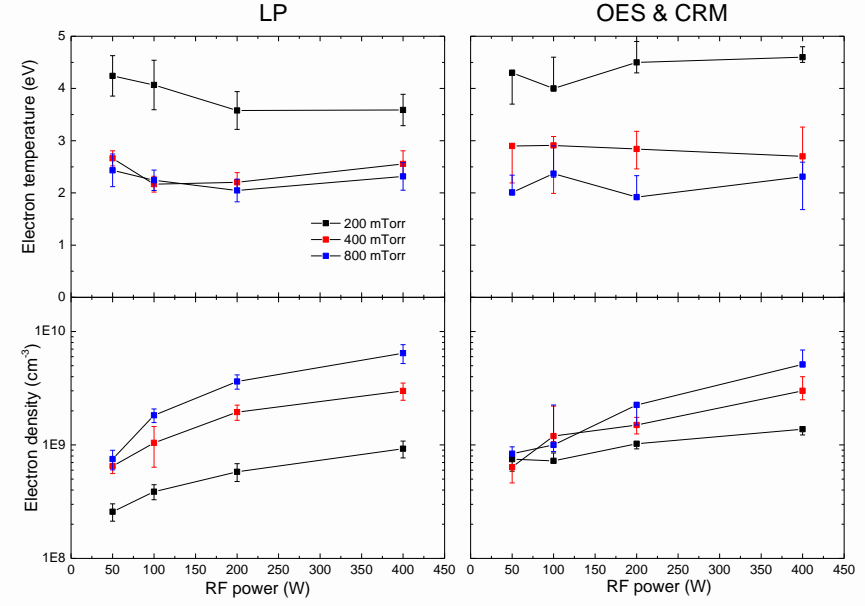 LP
OES & CRM
5
4
3
2
1
0
Electron temperature (eV)
200 mTorr
400 mTorr
800 mTorr
1E10
1E9
1E8
Electron density (cm-3)
0 50 100 150 200 250 300 350 400 450
0 50 100 150 200 250 300 350 400 450
RF power (W)
RF power (W)